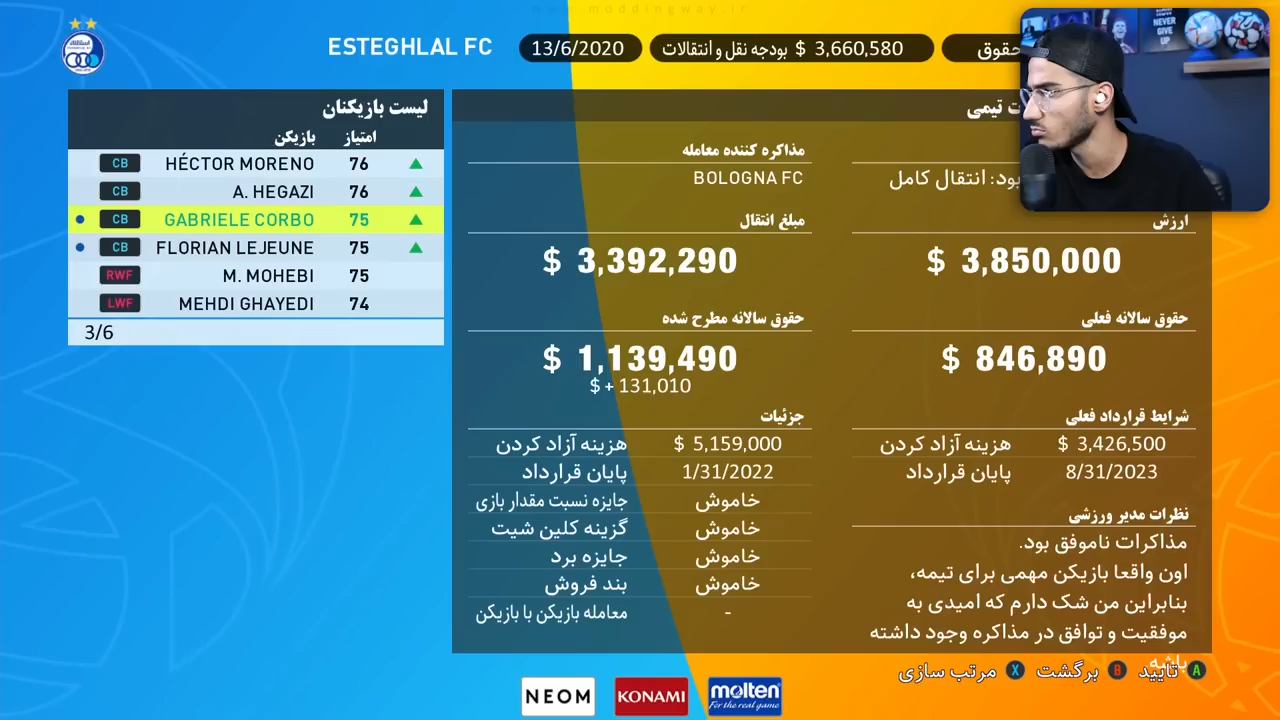 www.moddingway.ir
ESTEGHLAL FC
13/6/2020
$ 3,660,580 بودجه نقل و انتقالات
حقوق
NEVER
GIVE
UP
لیست بازیکنان
بازیکن امتیاز
CB HÉCTOR MORENO 76
CB A. HEGAZI 76
CB GABRIELE CORBO 75
CB FLORIAN LEJEUNE 75
RWF M. MOHEBI 75
LWF MEHDI GHAYEDI 74
3/6
ت تیمی
مذاکره کننده معامله
BOLOGNA FC
بود: انتقال کامل
مبلغ انتقال
$ 3,392,290
ارزش
$ 3,850,000
حقوق سالانه مطرح شده
$ 1,139,490
$ + 131,010
حقوق سالانه فعلی
$ 846,890
جزئیات
هزینه آزاد کردن $ 5,159,000
پایان قرارداد 1/31/2022
جایزه نسبت مقدار بازی خاموش
گزینه کلین شیت خاموش
جایزه برد خاموش
بند فروش خاموش
معامله بازیکن با بازیکن -
شرایط قرارداد فعلی
هزینه آزاد کردن $ 3,426,500
پایان قرارداد 8/31/2023
نظرات مدیر ورزشی
مذاکرات ناموفق بود.
اون واقعا بازیکن مهمی برای تیمه،
بنابراین من شک دارم که امیدی به
موفقیت و توافق در مذاکره وجود داشته
باشه.
A تایید B برگشت X مرتب سازی
NEOM
KONAMI
molten
For the real game